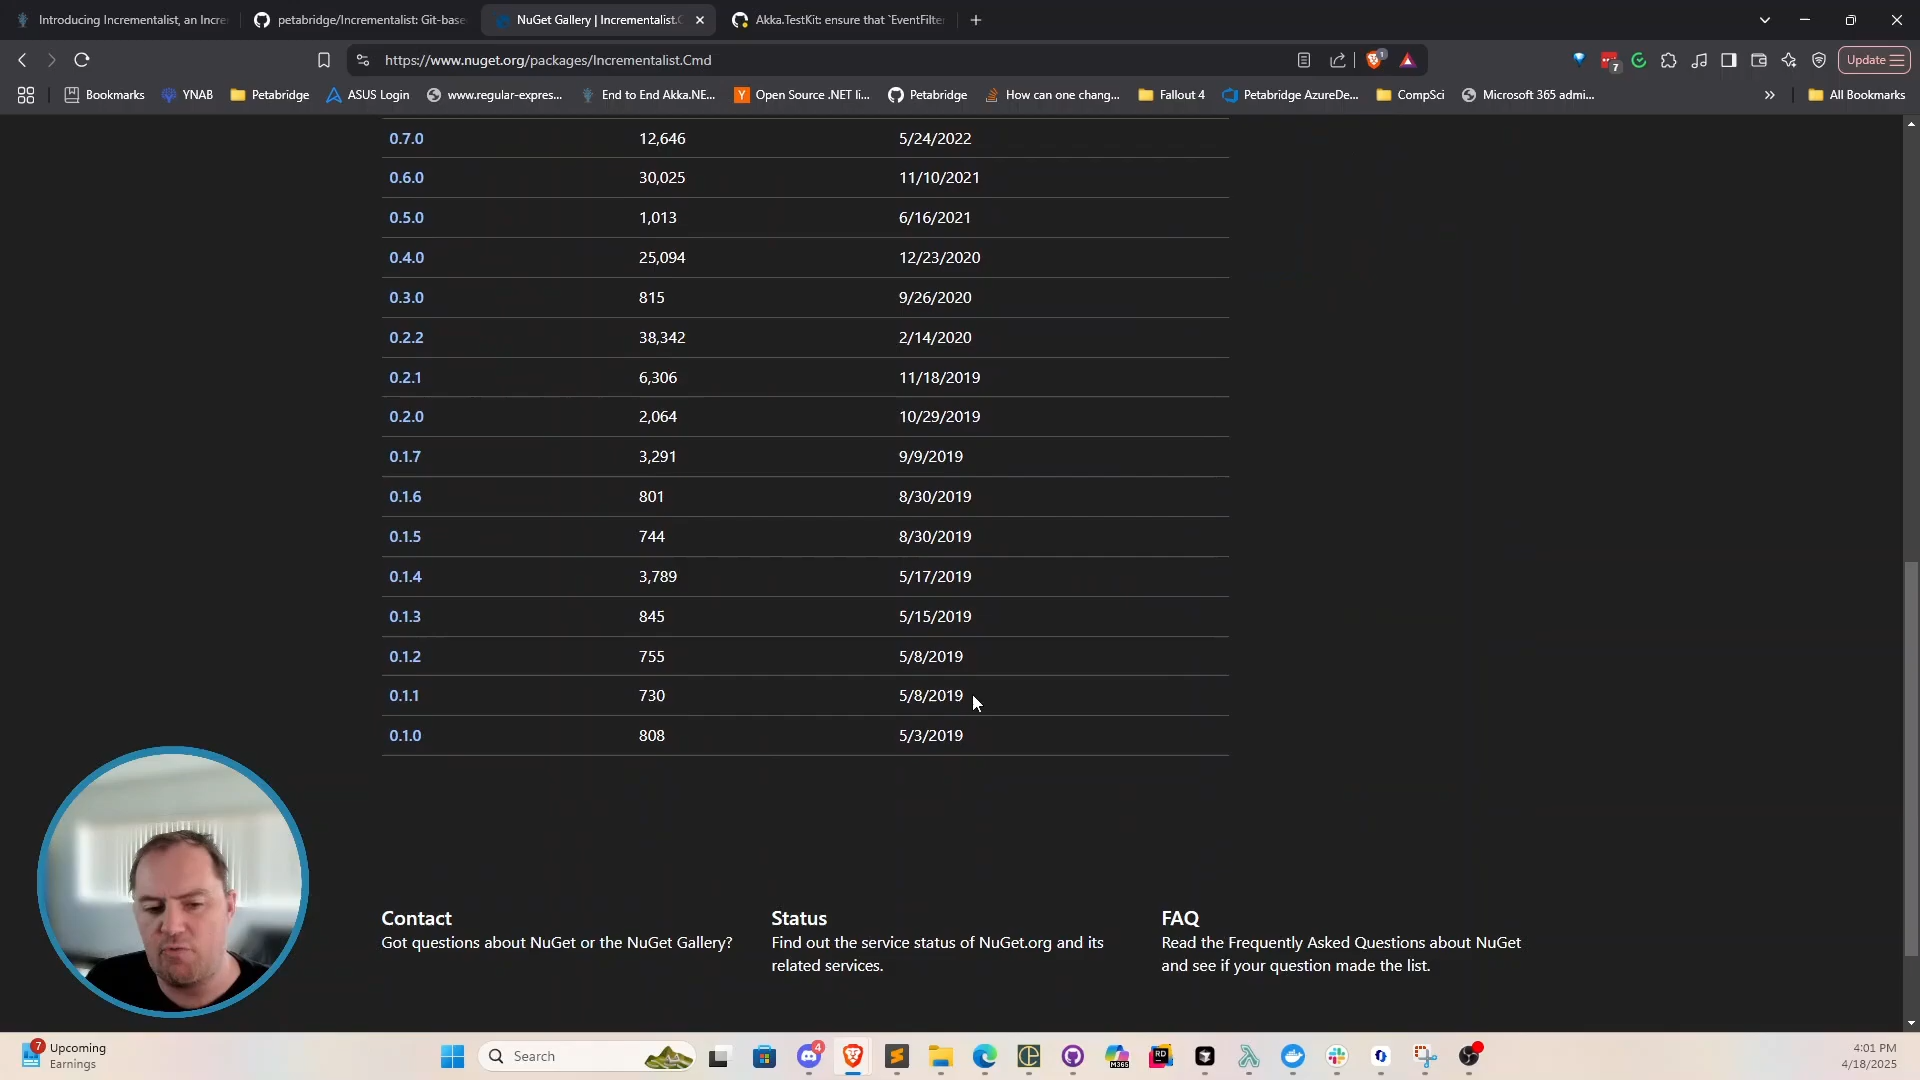 Introducing Incrementalist, an Incre
petabridge/Incrementalist: Git-base
NuGet Gallery | Incrementalist.C
Akka.TestKit: ensure that `EventFilter
https://www.nuget.org/packages/Incrementalist.Cmd
1
7
Update
Bookmarks
YNAB
Petabridge
ASUS Login
www.regular-expres...
End to End Akka.NE...
Open Source .NET li...
Petabridge
How can one chang...
Fallout 4
Petabridge AzureDe...
CompSci
Microsoft 365 admi...
All Bookmarks
0.7.0 12,646 5/24/2022
0.6.0 30,025 11/10/2021
0.5.0 1,013 6/16/2021
0.4.0 25,094 12/23/2020
0.3.0 815 9/26/2020
0.2.2 38,342 2/14/2020
0.2.1 6,306 11/18/2019
0.2.0 2,064 10/29/2019
0.1.7 3,291 9/9/2019
0.1.6 801 8/30/2019
0.1.5 744 8/30/2019
0.1.4 3,789 5/17/2019
0.1.3 845 5/15/2019
0.1.2 755 5/8/2019
0.1.1 730 5/8/2019
0.1.0 808 5/3/2019
Contact
Got questions about NuGet or the NuGet Gallery?
Status
Find out the service status of NuGet.org and its
related services.
FAQ
Read the Frequently Asked Questions about NuGet
and see if your question made the list.
7
Upcoming
Earnings
Search
4
M365
RD
4:01 PM
4/18/2025